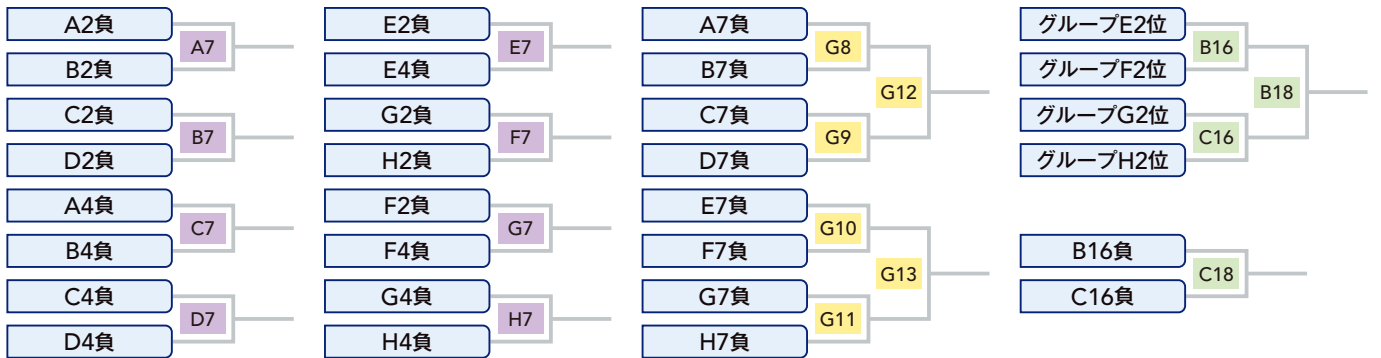 A2負
B2負
A7
C2負
D2負
B7
A4負
B4負
C7
C4負
D4負
D7
E2負
E4負
E7
G2負
H2負
F7
F2負
F4負
G7
G4負
H4負
H7
A7負
B7負
G8
C7負
D7負
G9
G12
E7負
F7負
G10
G7負
H7負
G11
G13
グループE2位
グループF2位
B16
グループG2位
グループH2位
C16
B18
B16負
C16負
C18